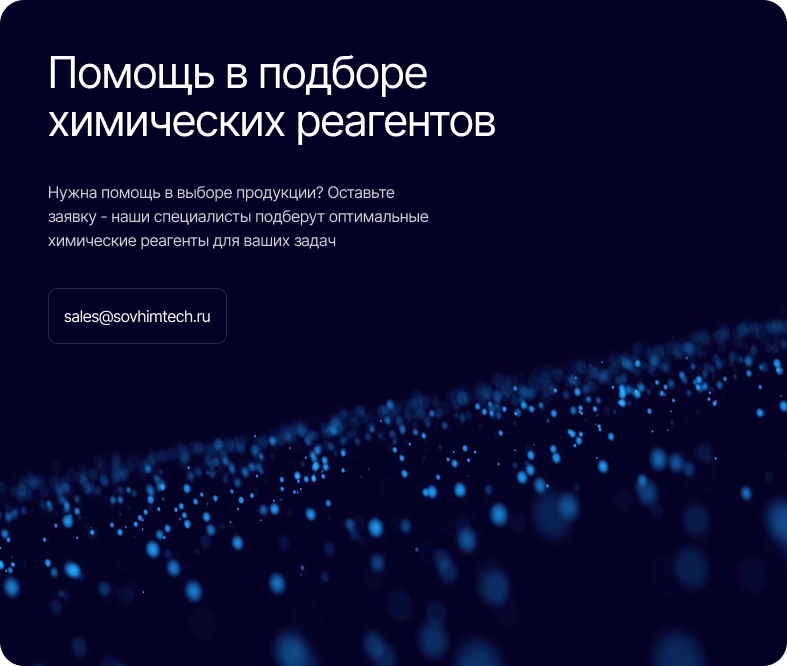 Помощь в подборе
химических реагентов
Нужна помощь в выборе продукции? Оставьте
заявку - наши специалисты подберут оптимальные
химические реагенты для ваших задач
sales@sovhimtech.ru